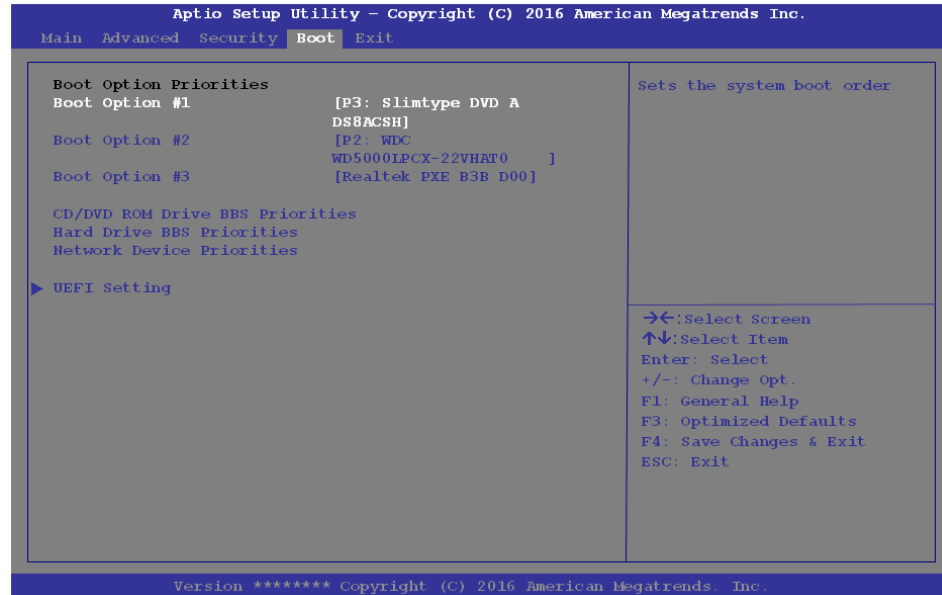 Aptio Setup Utility – Copyright (C) 2016 American Megatrends Inc.
Main Advanced Security Boot Exit
Boot Option Priorities
Boot Option #1 [P3: Slimtype DVD A
DS8ACSH]
Boot Option #2 [P2: WDC
WD5000LPCX-22VHAT0 ]
Boot Option #3 [Realtek PXE B3B D00]
CD/DVD ROM Drive BBS Priorities
Hard Drive BBS Priorities
Network Device Priorities
▶ UEFI Setting
Sets the system boot order
→←:Select Screen
↑↓:Select Item
Enter: Select
+/-: Change Opt.
F1: General Help
F3: Optimized Defaults
F4: Save Changes & Exit
ESC: Exit
Version ******** Copyright (C) 2016 American Megatrends. Inc.